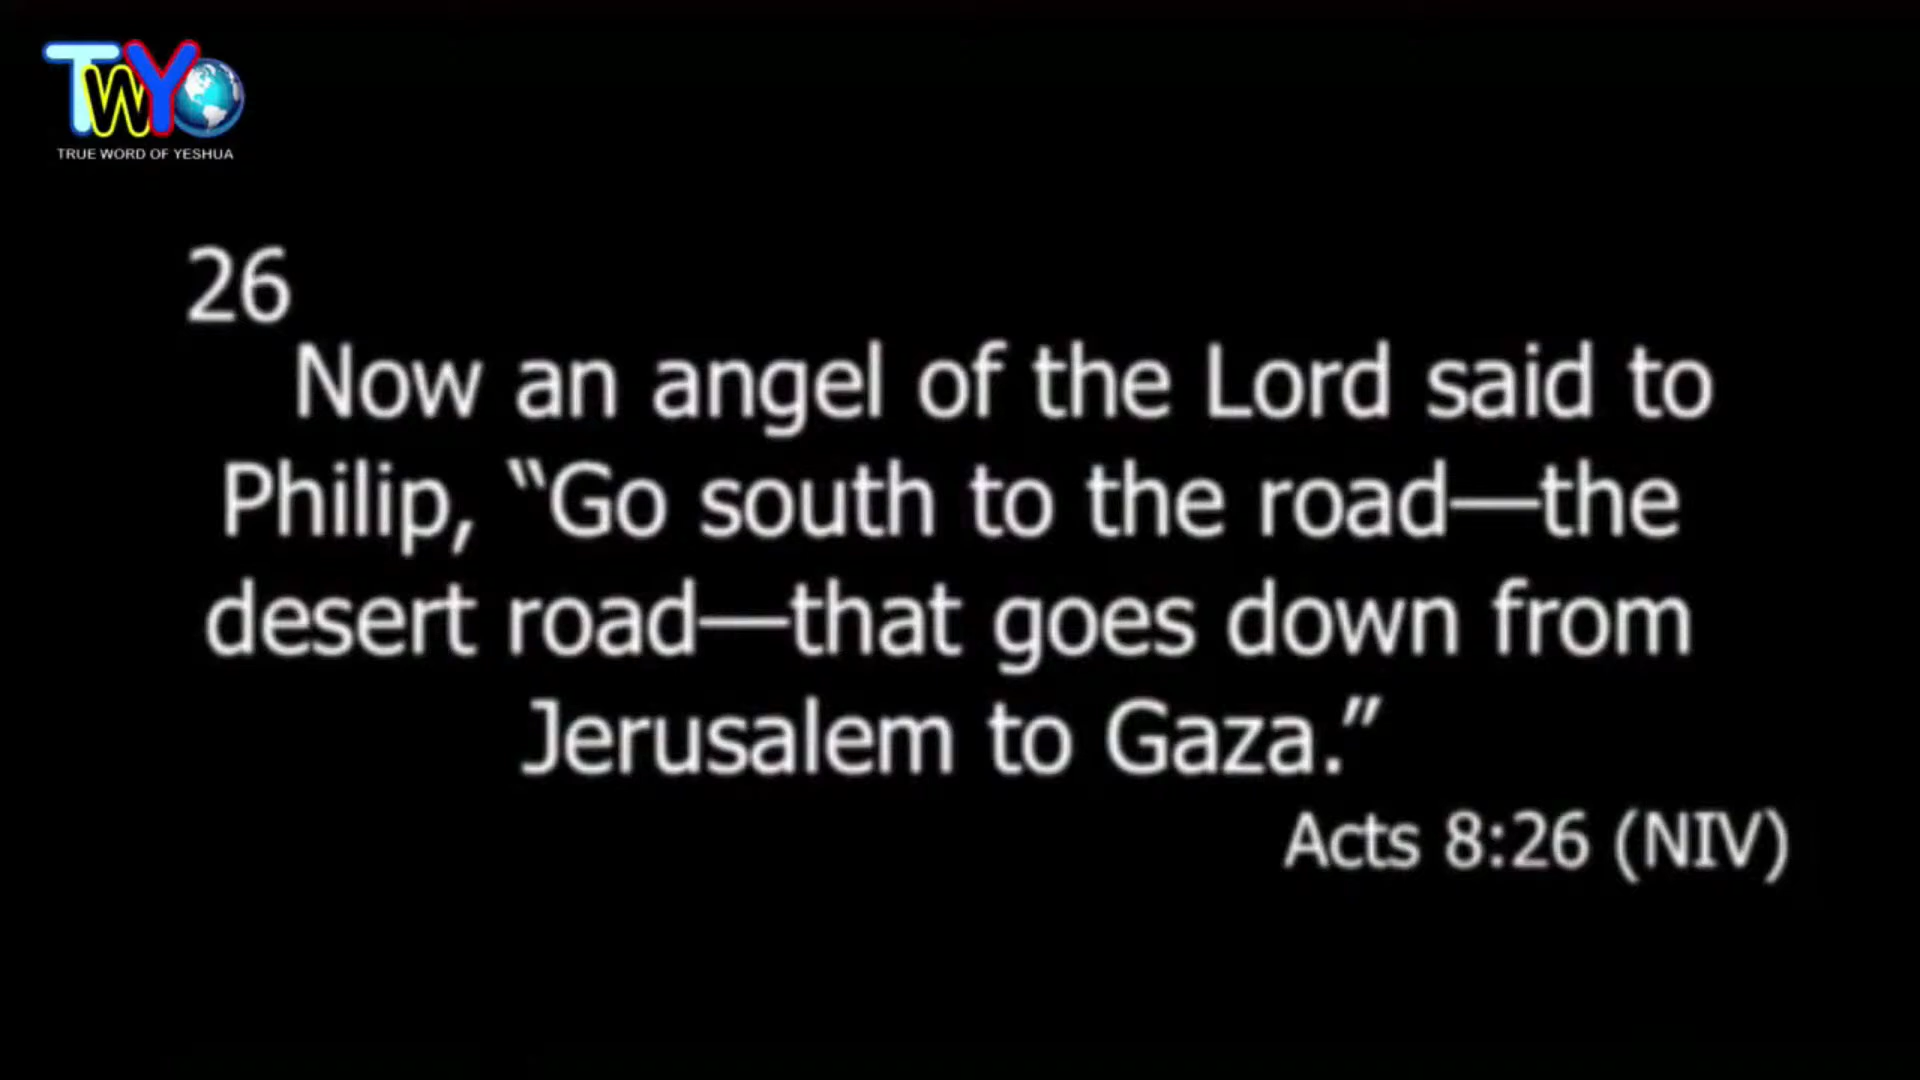 TWY
TRUE WORD OF YESHUA
26
Now an angel of the Lord said to
Philip, “Go south to the road—the
desert road—that goes down from
Jerusalem to Gaza.”
Acts 8:26 (NIV)